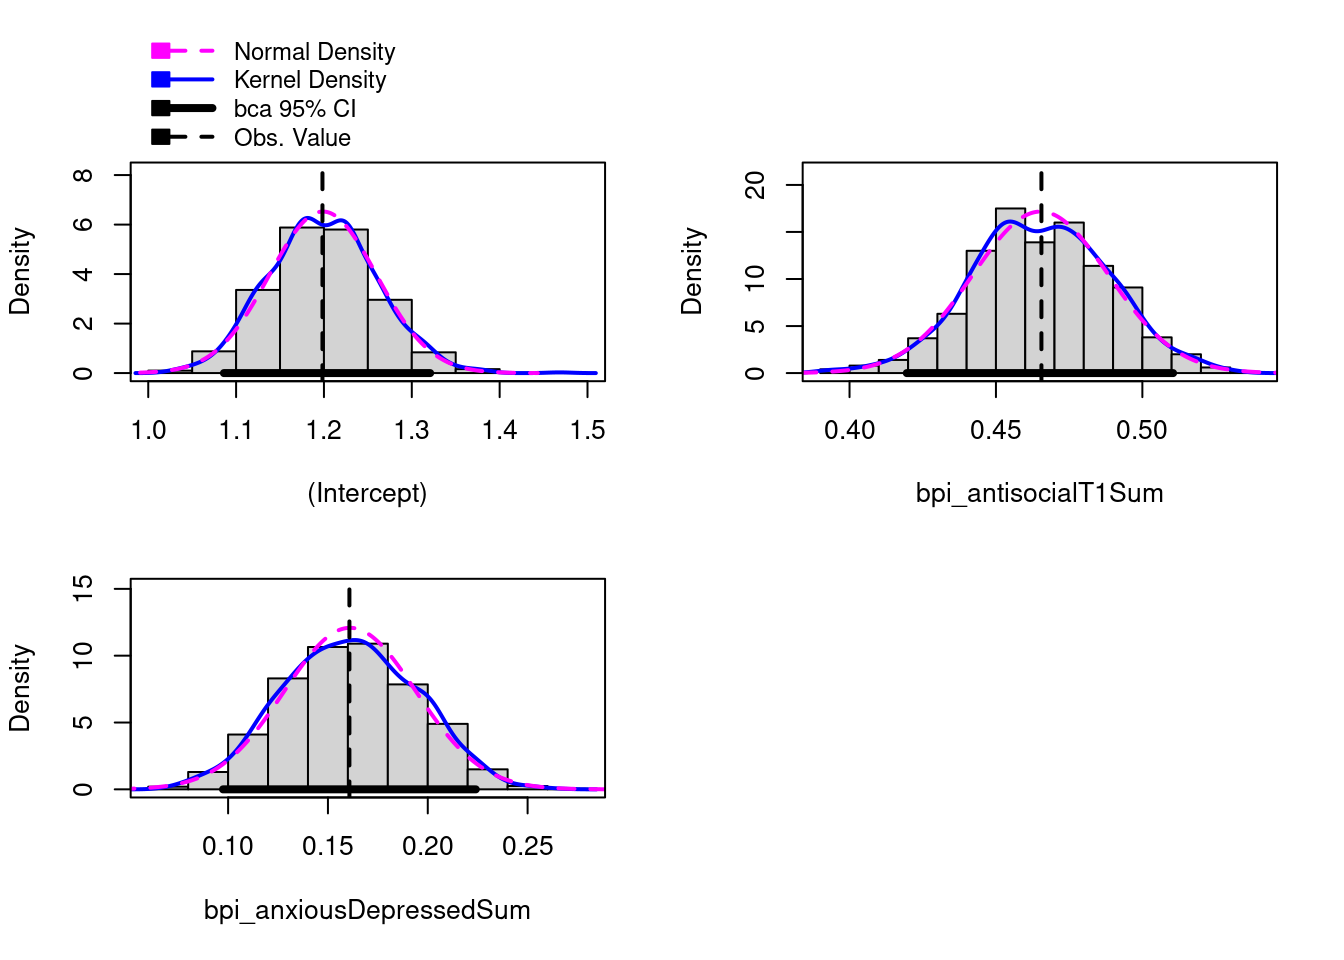 Normal Density
Kernel Density
bca 95% CI
Obs. Value
Density
0 2 4 6 8
1.0 1.1 1.2 1.3 1.4 1.5
(Intercept)
Density
0 5 10 20
0.40 0.45 0.50
bpi_antisocialT1Sum
Density
0 5 10 15
0.10 0.15 0.20 0.25
bpi_anxiousDepressedSum